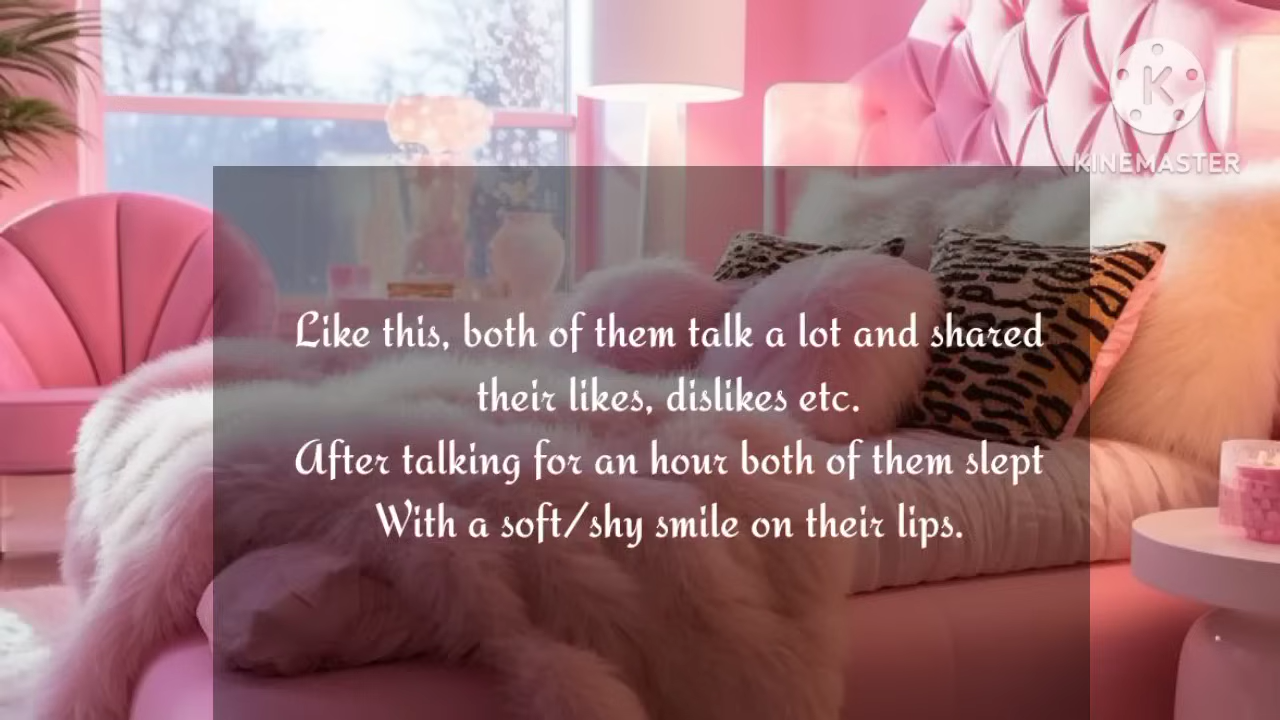 K
KINEMASTER
Like this, both of them talk a lot and shared
their likes, dislikes etc.
After talking for an hour both of them slept
With a soft/shy smile on their lips.